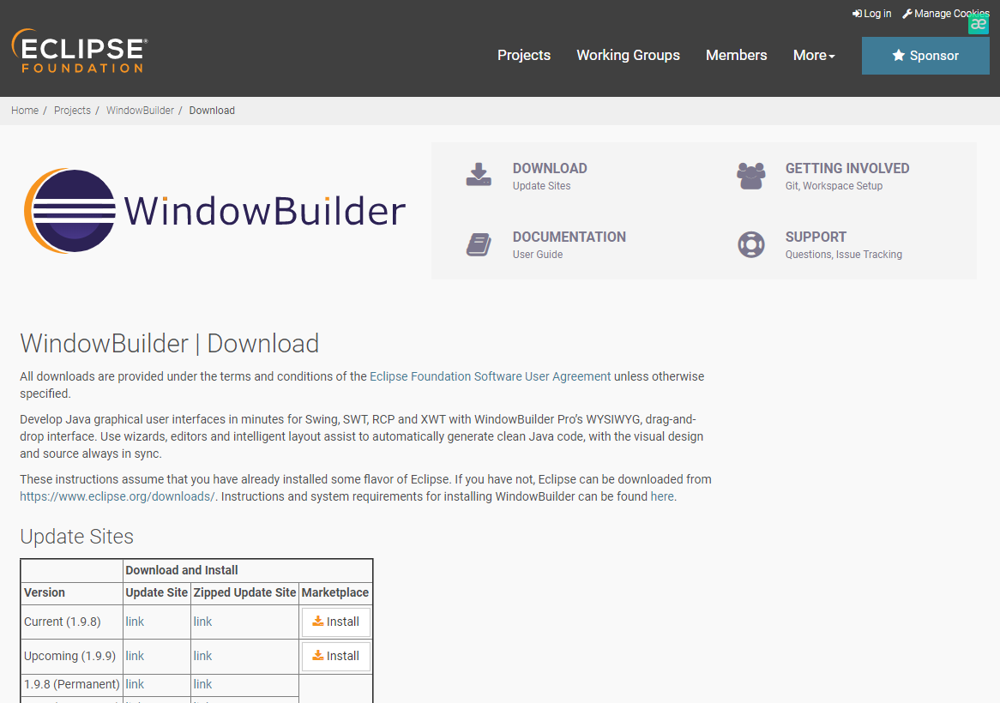 Log in Manage Cookies
æ
ECLIPSE®
FOUNDATION
Projects Working Groups Members More Sponsor
Home / Projects / WindowBuilder / Download
WindowBuilder
DOWNLOAD
Update Sites
GETTING INVOLVED
Git, Workspace Setup
DOCUMENTATION
User Guide
SUPPORT
Questions, Issue Tracking
WindowBuilder | Download
All downloads are provided under the terms and conditions of the Eclipse Foundation Software User Agreement unless otherwise
specified.
Develop Java graphical user interfaces in minutes for Swing, SWT, RCP and XWT with WindowBuilder Pro’s WYSIWYG, drag-and-
drop interface. Use wizards, editors and intelligent layout assist to automatically generate clean Java code, with the visual design
and source always in sync.
These instructions assume that you have already installed some flavor of Eclipse. If you have not, Eclipse can be downloaded from
https://www.eclipse.org/downloads/. Instructions and system requirements for installing WindowBuilder can be found here.
Update Sites
Download and Install
Version Update Site Zipped Update Site Marketplace
Current (1.9.8) link link Install
Upcoming (1.9.9) link link Install
1.9.8 (Permanent) link link